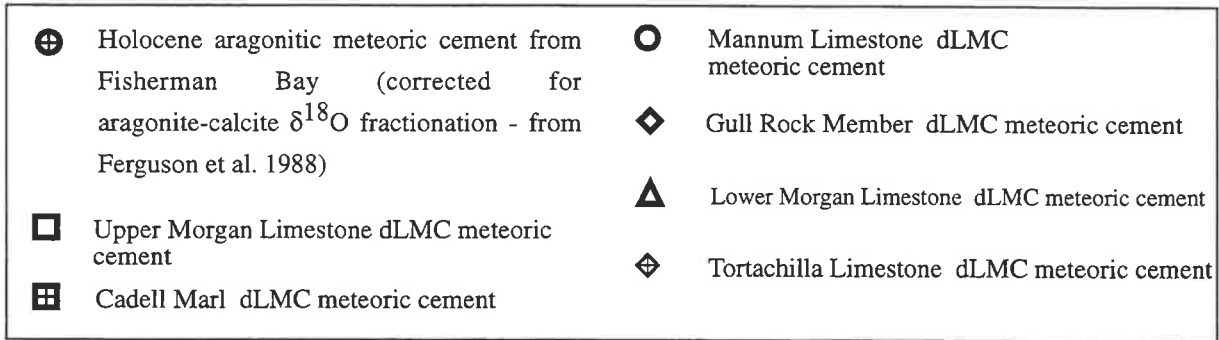 Holocene aragonitic meteoric cement from
Fisherman Bay (corrected for
aragonite-calcite δ18O fractionation - from
Ferguson et al. 1988)
Upper Morgan Limestone dLMC meteoric
cement
Cadell Marl dLMC meteoric cement
Mannum Limestone dLMC
meteoric cement
Gull Rock Member dLMC meteoric cement
Lower Morgan Limestone dLMC meteoric cement
Tortachilla Limestone dLMC meteoric cement